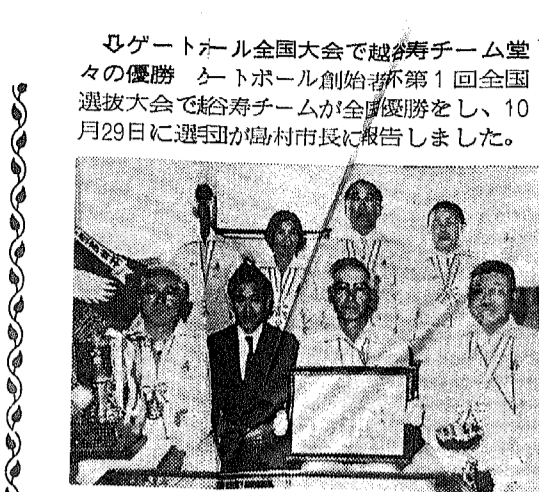 ⇩ゲートボール全国大会で越谷寿チーム堂
々の優勝 ゲートボール創始者杯第1回全国
選抜大会で越谷寿チームが全国優勝をし、10
月29日に選手団が島村市長に報告しました。